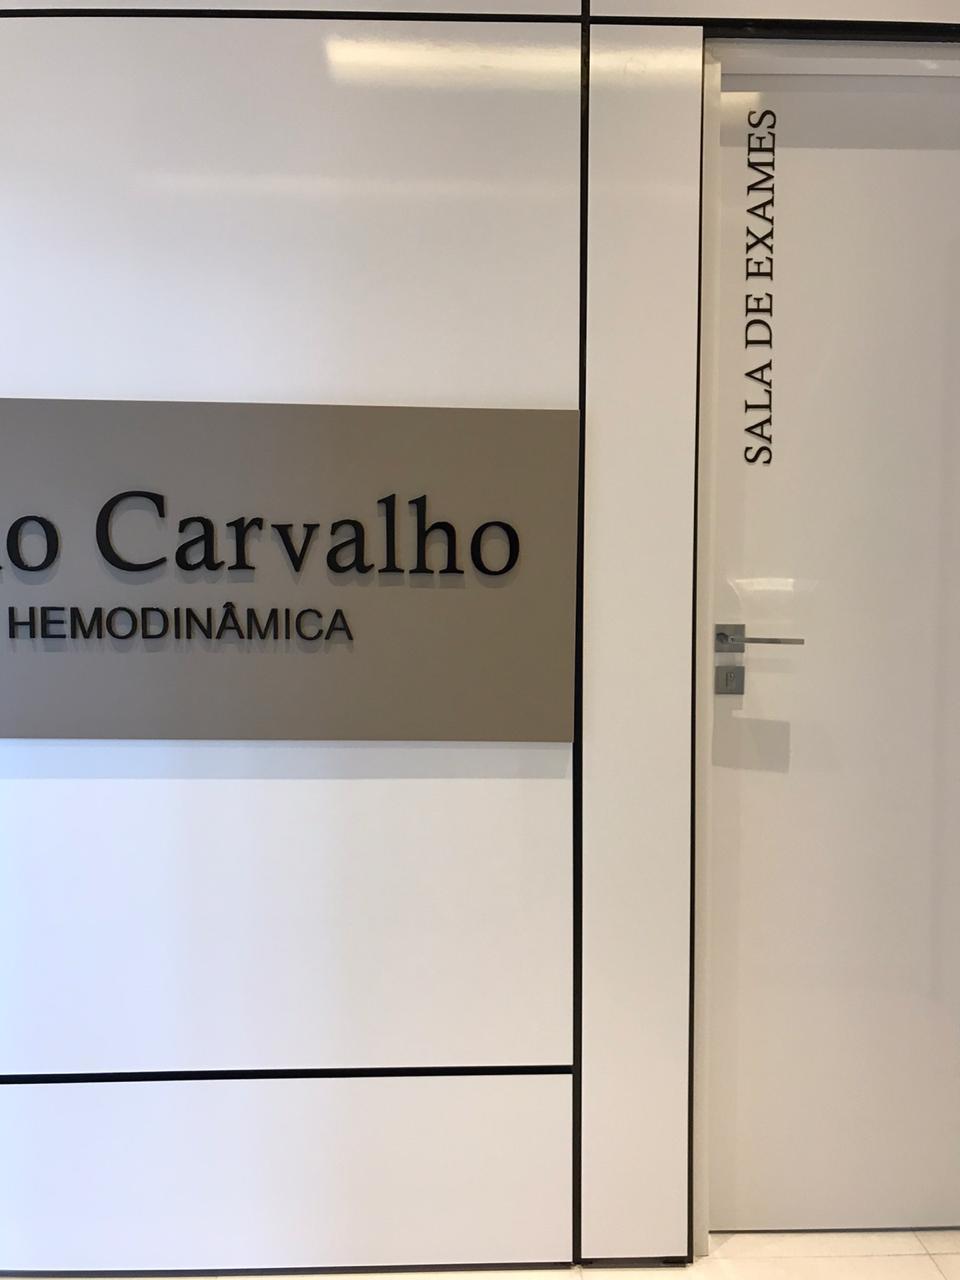 Carvalho
HEMODINÂMICA
SALA DE EXAMES